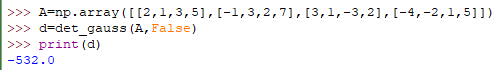 >>> A=np.array([[2,1,3,5],[-1,3,2,7],[3,1,-3,2],[-4,-2,1,5]])
>>> d=det_gauss(A,False)
>>> print(d)
-532.0